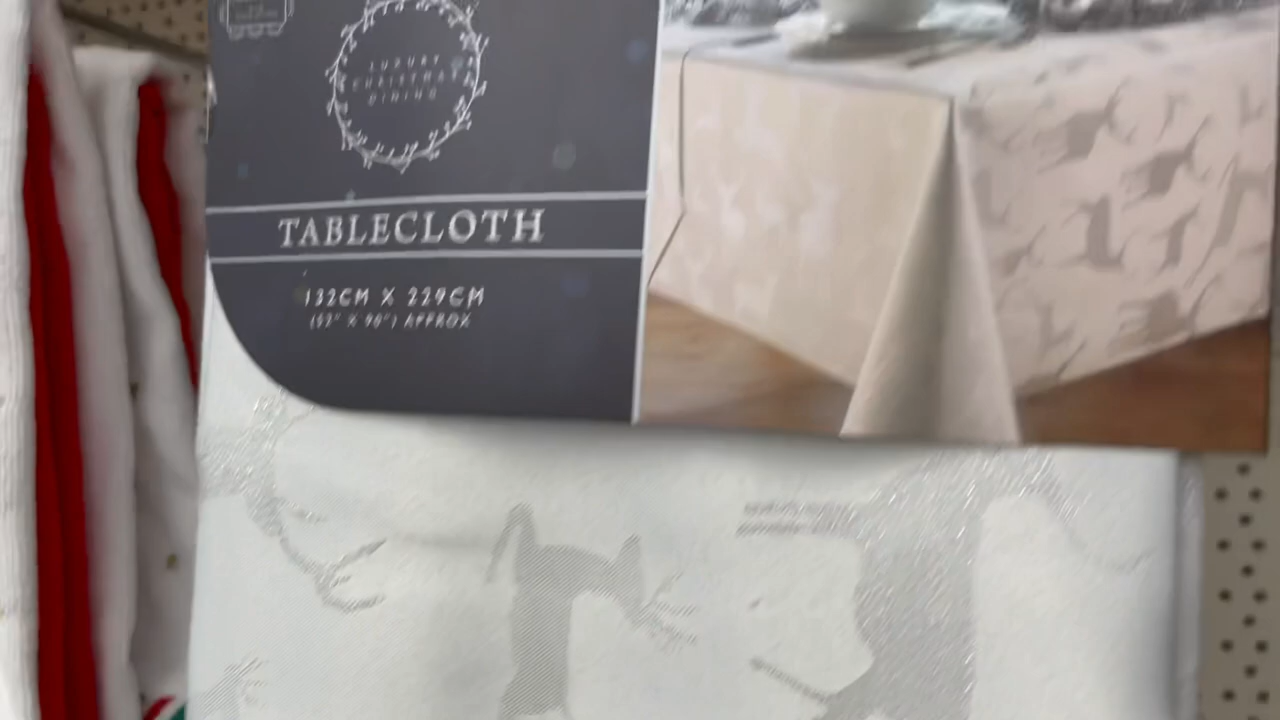 LUXURY
CHRISTMAS
DINING
TABLECLOTH
132CM X 229CM
(52" X 90") APPROX